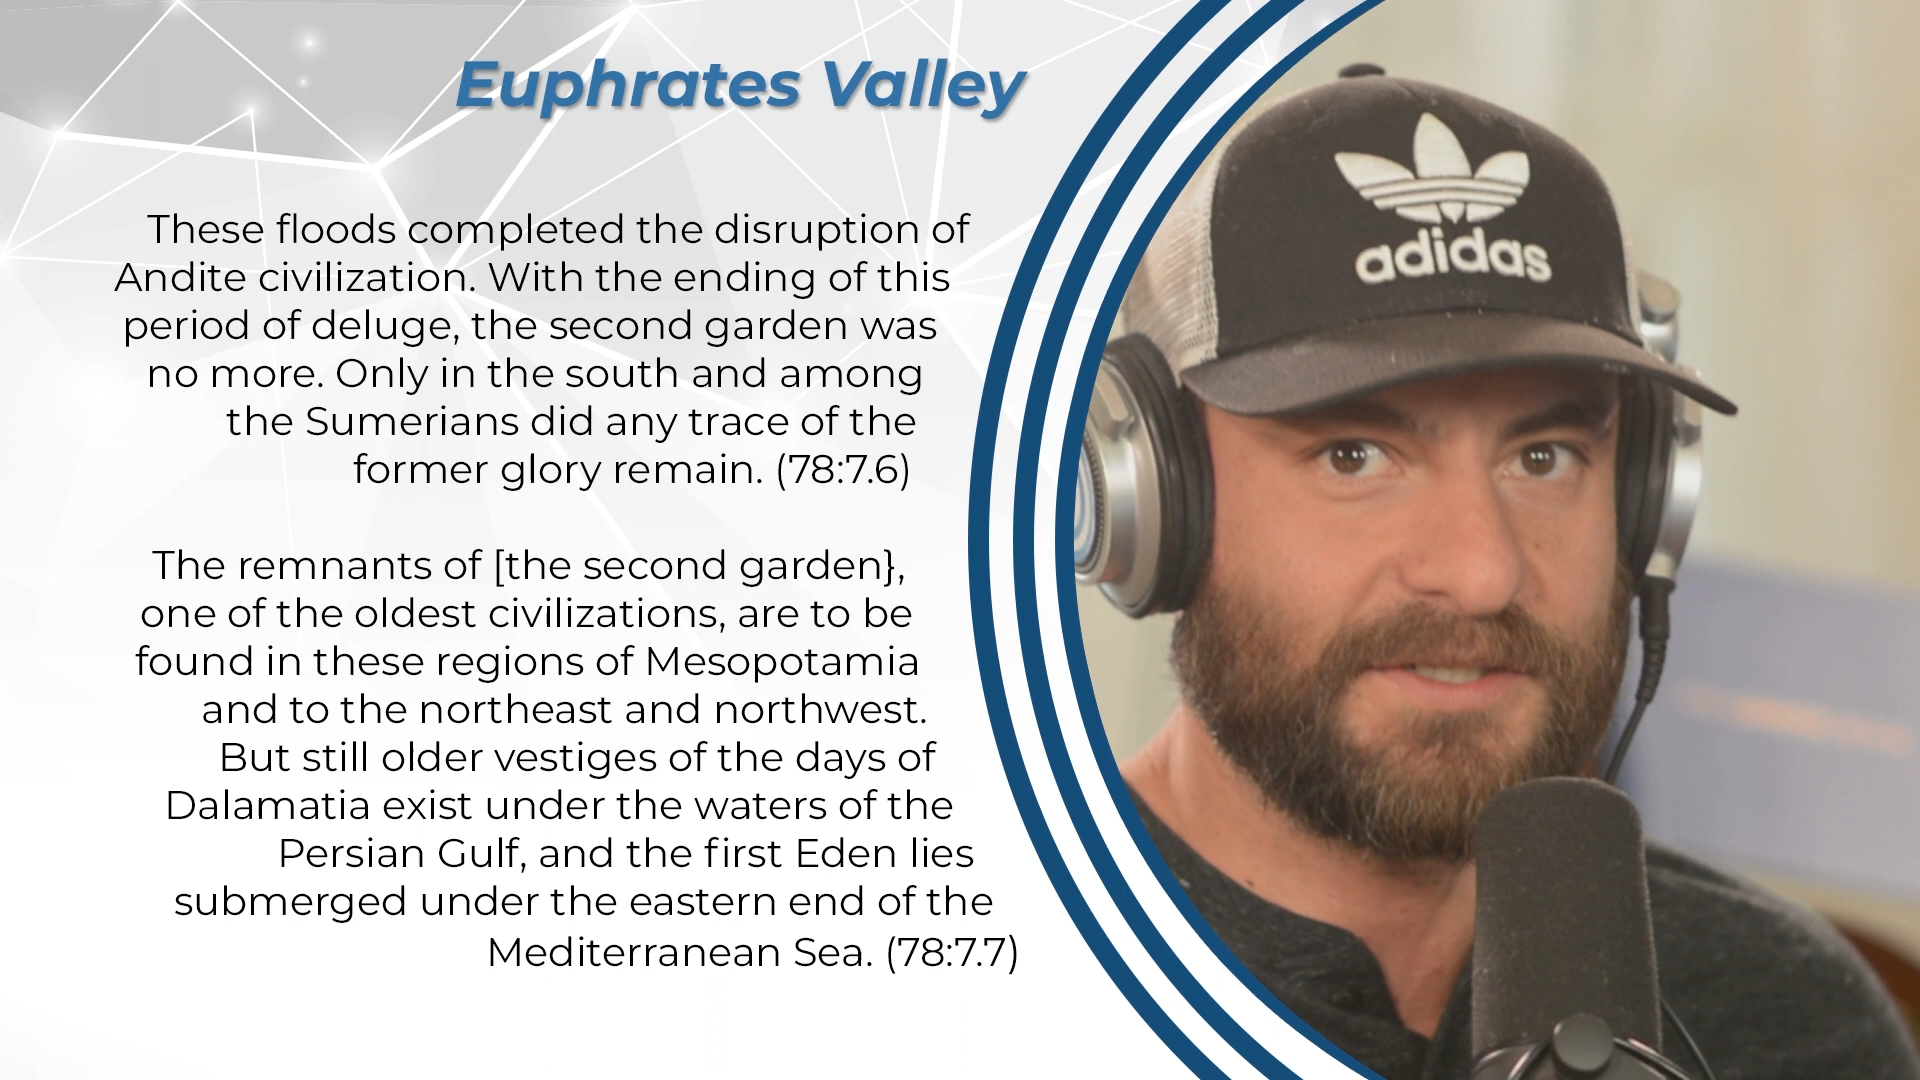 Euphrates Valley
These floods completed the disruption of
Andite civilization. With the ending of this
period of deluge, the second garden was
no more. Only in the south and among
the Sumerians did any trace of the
former glory remain. (78:7.6)
The remnants of [the second garden},
one of the oldest civilizations, are to be
found in these regions of Mesopotamia
and to the northeast and northwest.
But still older vestiges of the days of
Dalamatia exist under the waters of the
Persian Gulf, and the first Eden lies
submerged under the eastern end of the
Mediterranean Sea. (78:7.7)
adidas